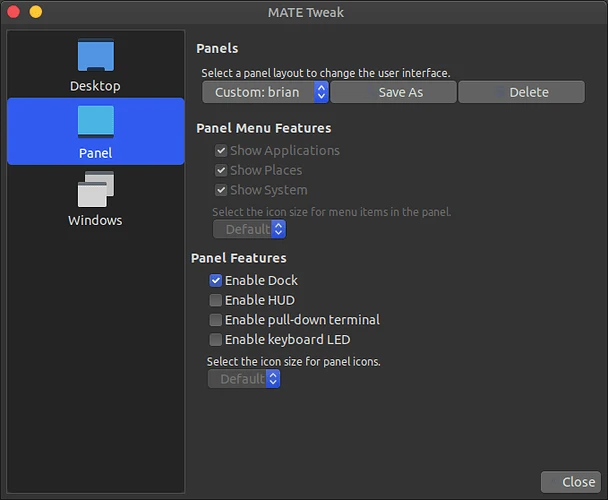 MATE Tweak
Desktop
Panel
Windows
Panels
Select a panel layout to change the user interface.
Custom: brian
Save As
Delete
Panel Menu Features
Show Applications
Show Places
Show System
Select the icon size for menu items in the panel.
Default
Panel Features
Enable Dock
Enable HUD
Enable pull-down terminal
Enable keyboard LED
Select the icon size for panel icons.
Default
Close